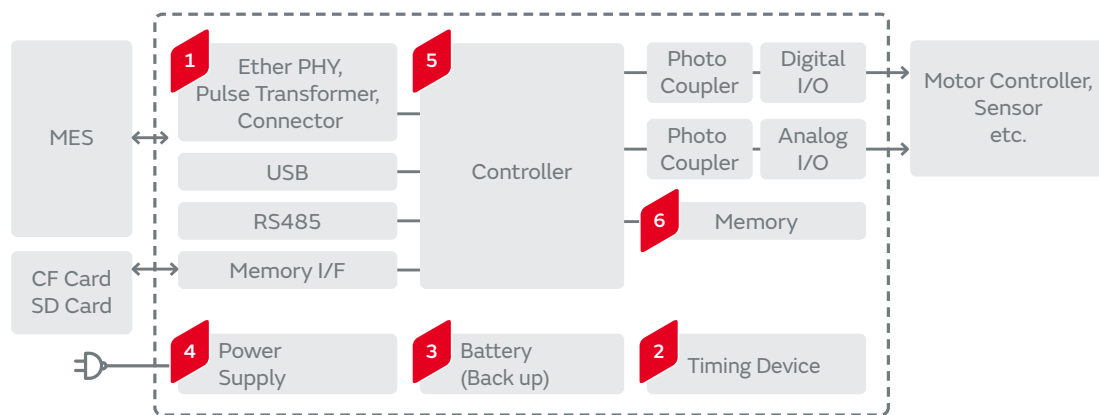 MES
CF Card
SD Card
1
Ether PHY,
Pulse Transformer,
Connector
USB
RS485
Memory I/F
5
Controller
Photo
Coupler
Digital
I/O
Photo
Coupler
Analog
I/O
6
Memory
Motor Controller,
Sensor
etc.
4
Power
Supply
3
Battery
(Back up)
2
Timing Device